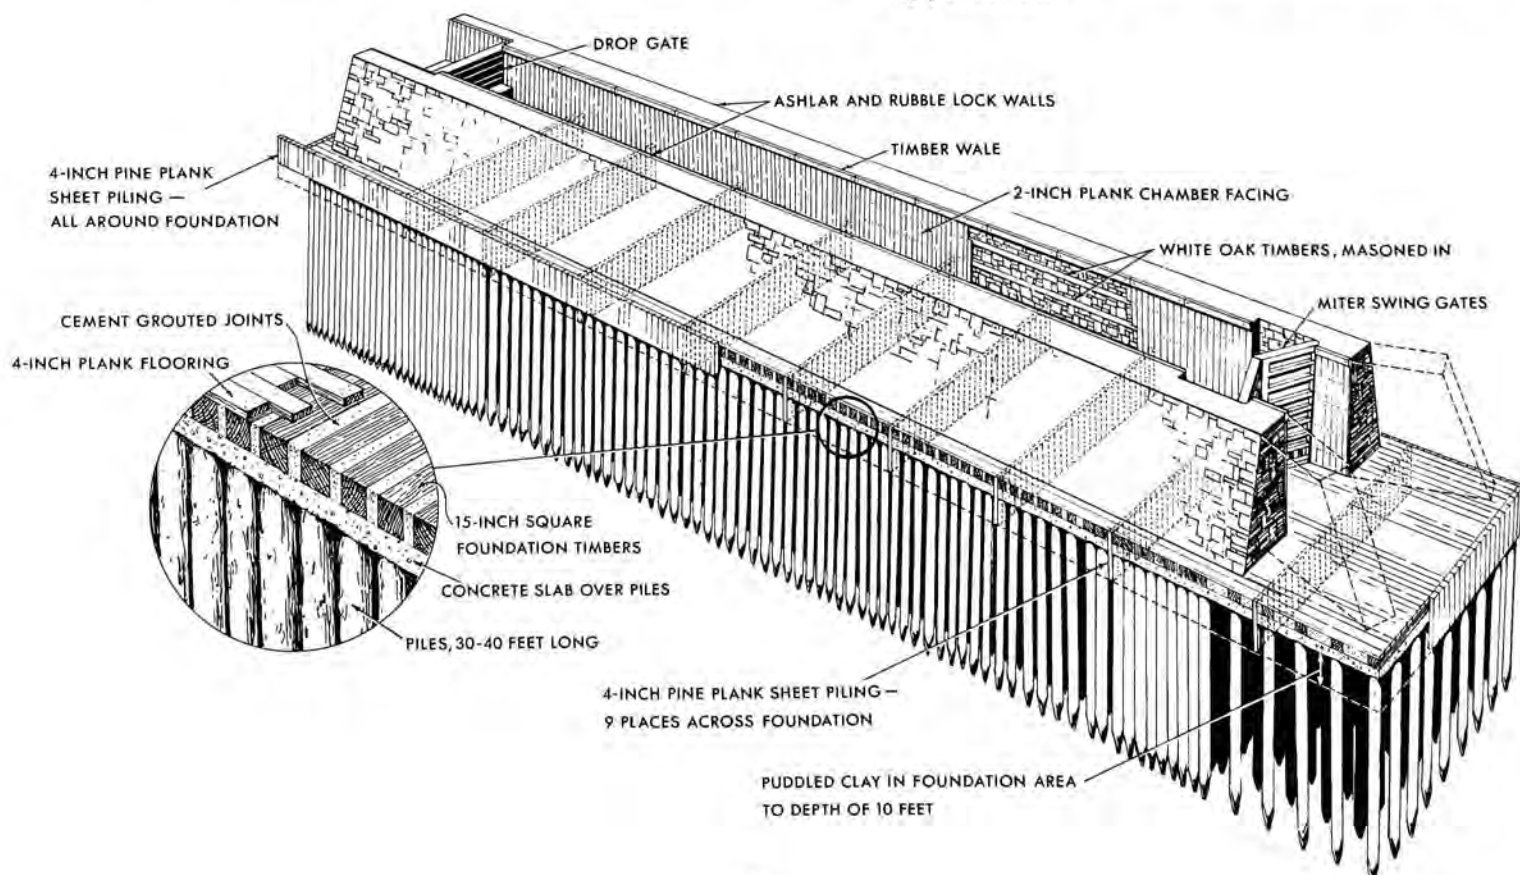 DROP GATE
ASHLAR AND RUBBLE LOCK WALLS
TIMBER WALE
4-INCH PINE PLANK
SHEET PILING —
ALL AROUND FOUNDATION
2-INCH PLANK CHAMBER FACING
WHITE OAK TIMBERS, MASONED IN
MITER SWING GATES
CEMENT GROUTED JOINTS
4-INCH PLANK FLOORING
15-INCH SQUARE
FOUNDATION TIMBERS
CONCRETE SLAB OVER PILES
PILES, 30-40 FEET LONG
4-INCH PINE PLANK SHEET PILING —
9 PLACES ACROSS FOUNDATION
PUDDLED CLAY IN FOUNDATION AREA
TO DEPTH OF 10 FEET